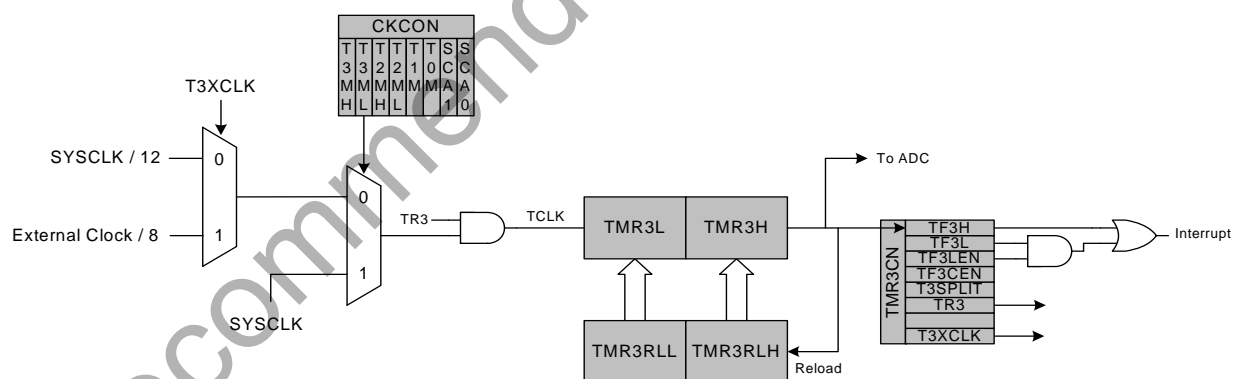 CKCON
T3MH
T3ML
T2MH
T2ML
T1M
T0M
SCA1
SCA0
T3XCLK
SYSCLK / 12
0
External Clock / 8
1
0
1
SYSCLK
TR3
TCLK
TMR3L
TMR3H
To ADC
TMR3RLL
TMR3RLH
Reload
TMR3CN
TF3H
TF3L
TF3LEN
TF3CEN
T3SPLIT
TR3
T3XCLK
Interrupt
ecommend